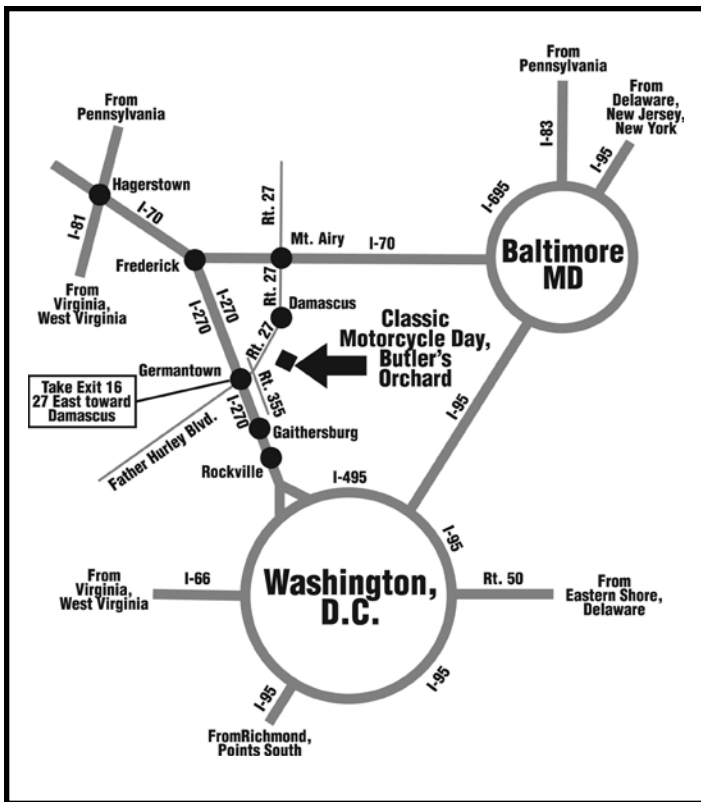 From
Pennsylvania
From
Delaware,
New Jersey,
New York
From
Pennsylvania
I-83
I-95
I-695
Hagerstown
I-70
I-81
Rt. 27
Mt. Airy
I-70
Baltimore
MD
Frederick
From
Virginia,
West Virginia
I-270
I-270
Rt. 27
Damascus
Rt. 27
Classic
Motorcycle Day,
Butler's
Orchard
Germantown
Take Exit 16
27 East toward
Damascus
Rt. 355
I-270
I-95
Father Hurley Blvd.
Gaithersburg
Rockville
I-495
I-95
From
Virginia,
West Virginia
I-66
Washington,
D.C.
Rt. 50
From
Eastern Shore,
Delaware
I-95
I-95
FromRichmond,
Points South